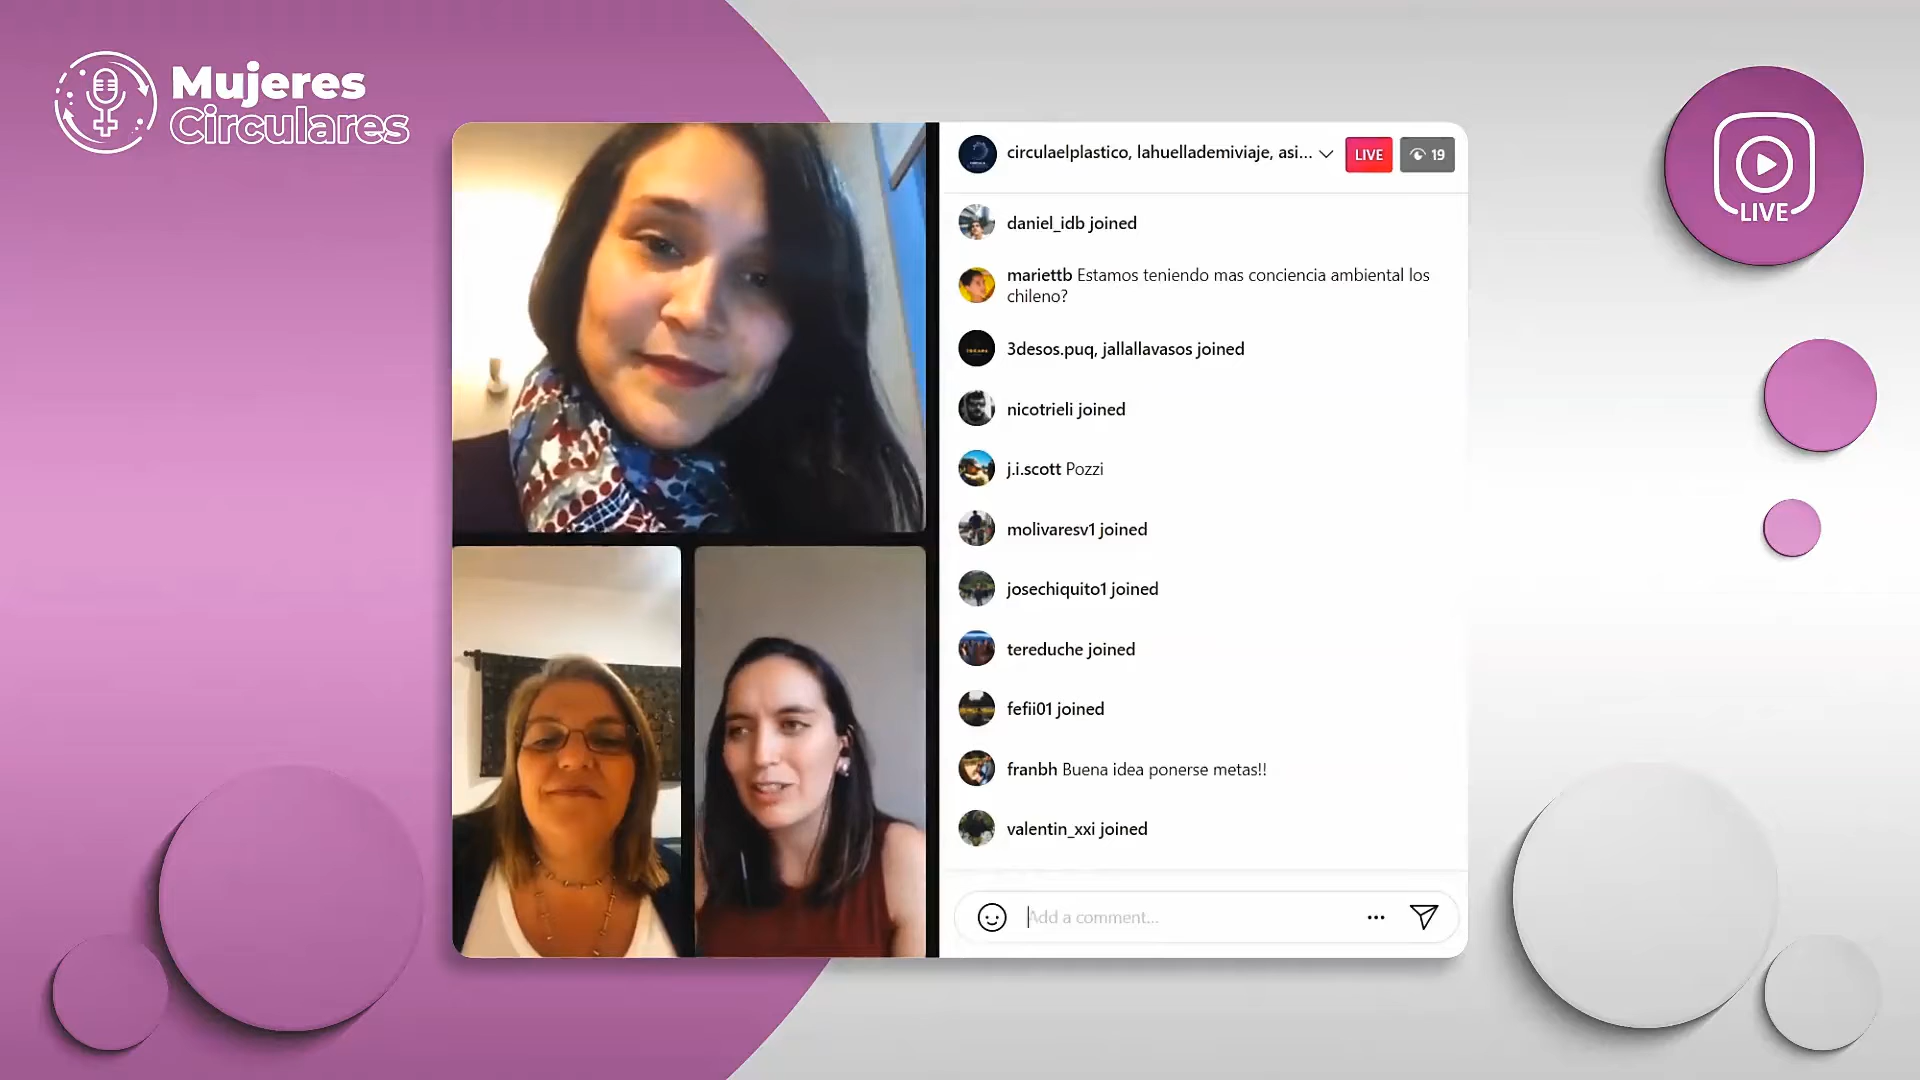 Mujeres
Circulares
circulaelplastico, lahuellademiviaje, asi...
LIVE
19
daniel_idb joined
mariettb Estamos teniendo mas conciencia ambiental los
chileno?
3desos.puq, jallallavasos joined
nicotrieli joined
j.i.scott Pozzi
molivaresv1 joined
josechiquito1 joined
tereduche joined
fefii01 joined
franbh Buena idea ponerse metas!!
valentin_xxi joined
Add a comment...
LIVE